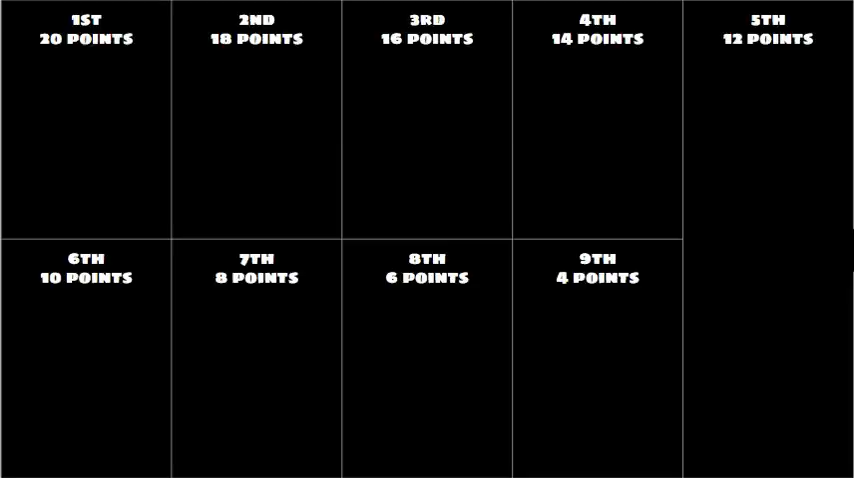 1ST
20 POINTS
2ND
18 POINTS
3RD
16 POINTS
4TH
14 POINTS
5TH
12 POINTS
6TH
10 POINTS
7TH
8 POINTS
8TH
6 POINTS
9TH
4 POINTS